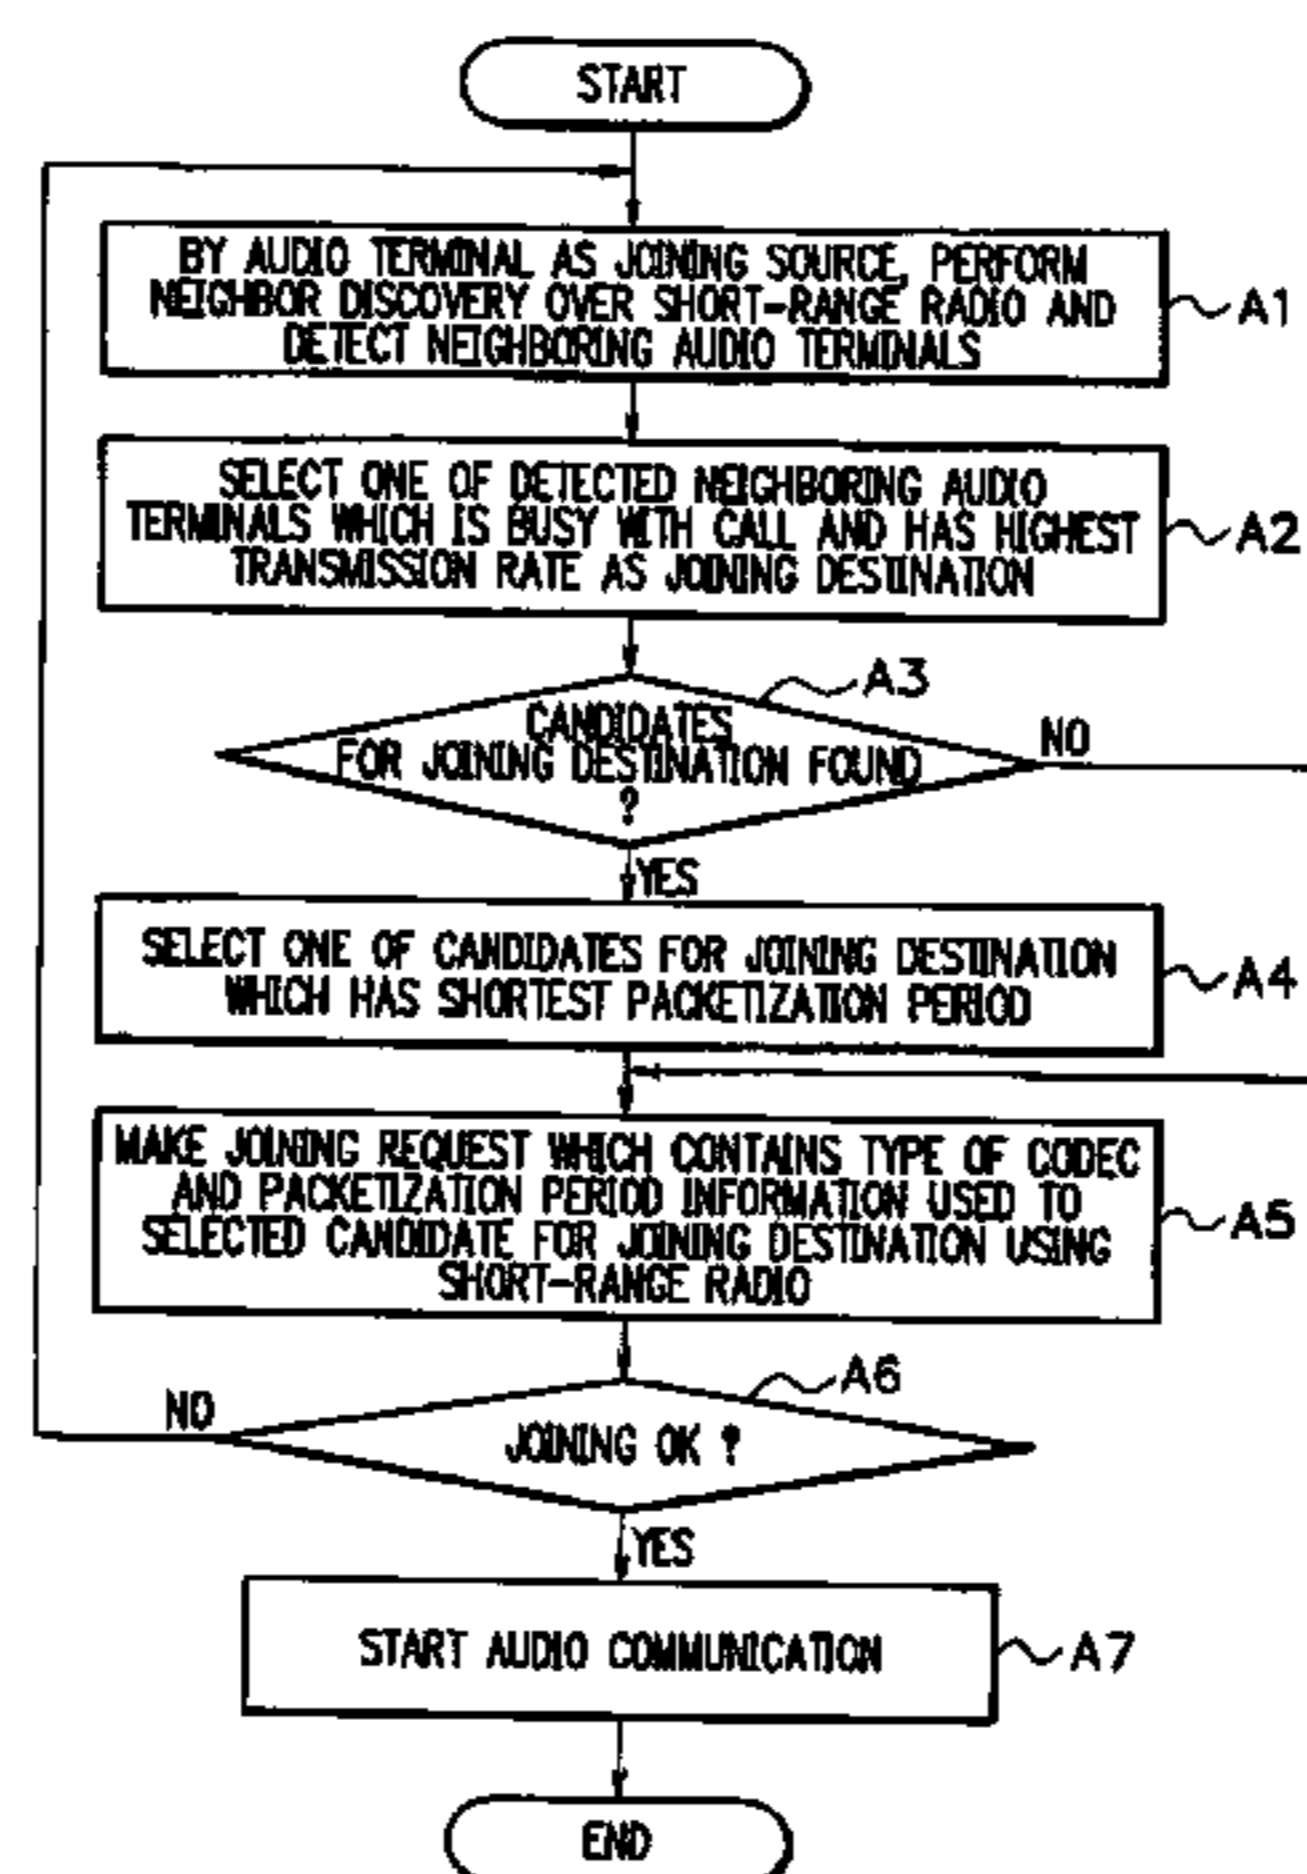 START
BY AUDIO TERMINAL AS JOINING SOURCE, PERFORM
NEIGHBOR DISCOVERY OVER SHORT-RANGE RADIO AND
DETECT NEIGHBORING AUDIO TERMINALS
A1
SELECT ONE OF DETECTED NEIGHBORING AUDIO
TERMINALS WHICH IS BUSY WITH CALL AND HAS HIGHEST
TRANSMISSION RATE AS JOINING DESTINATION
A2
A3
CANDIDATES
FOR JOINING DESTINATION FOUND
?
NO
YES
SELECT ONE OF CANDIDATES FOR JOINING DESTINATION
WHICH HAS SHORTEST PACKETIZATION PERIOD
A4
MAKE JOINING REQUEST WHICH CONTAINS TYPE OF CODEC
AND PACKETIZATION PERIOD INFORMATION USED TO
SELECTED CANDIDATE FOR JOINING DESTINATION USING
SHORT-RANGE RADIO
A5
A6
NO
JOINING OK ?
YES
START AUDIO COMMUNICATION
A7
END